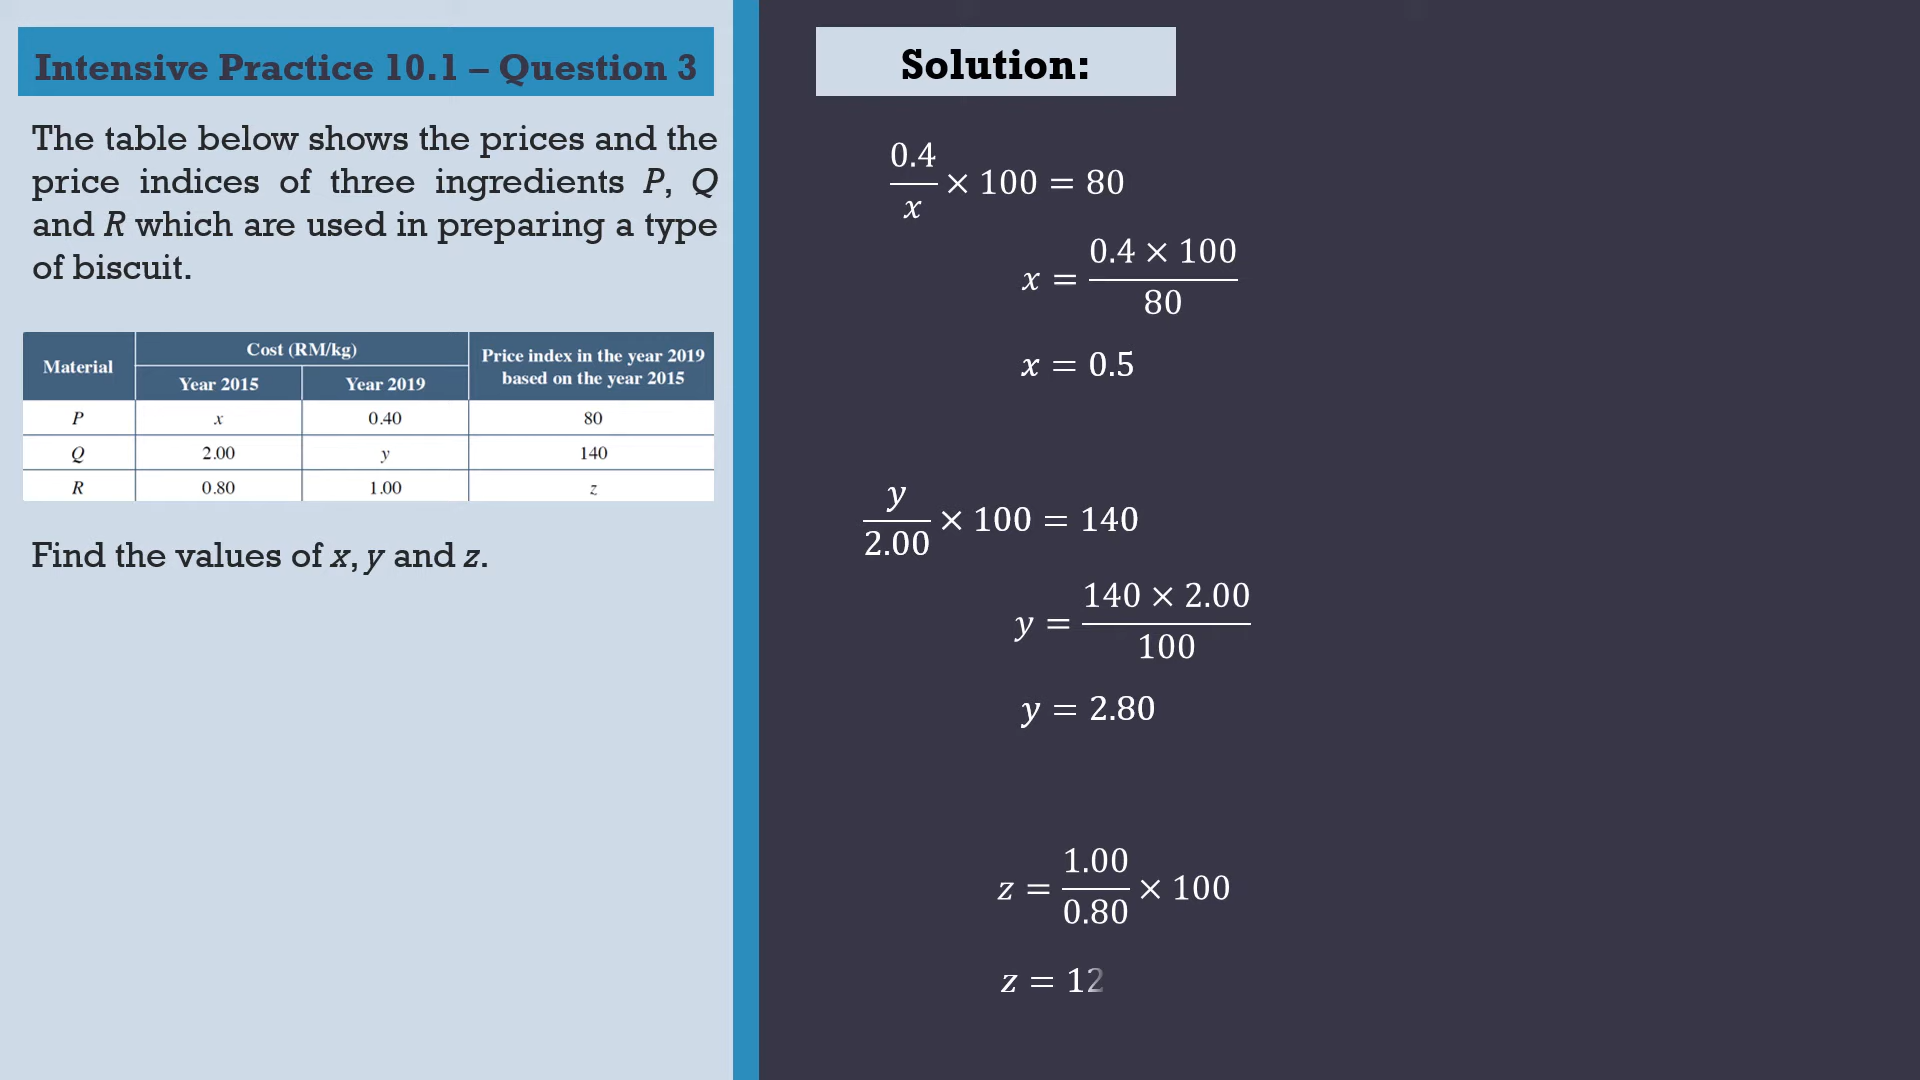 Intensive Practice 10.1 – Question 3
The table below shows the prices and the
price indices of three ingredients P, Q
and R which are used in preparing a type
of biscuit.
Material Cost (RM/kg) Price index in the year 2019
based on the year 2015
Year 2015 Year 2019
P x 0.40 80
Q 2.00 y 140
R 0.80 1.00 z
Find the values of x, y and z.
Solution:
0.4/x × 100 = 80
x = (0.4 × 100)/80
x = 0.5
y/2.00 × 100 = 140
y = (140 × 2.00)/100
y = 2.80
z = 1.00/0.80 × 100
z = 12